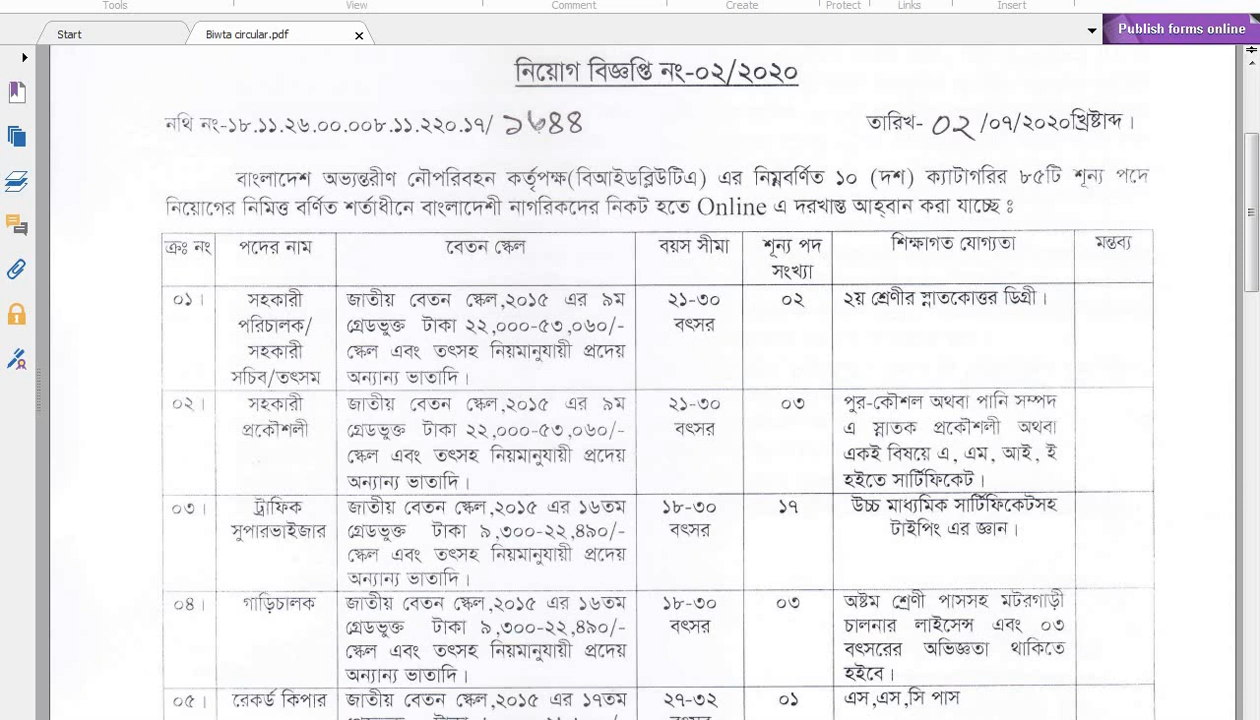 Tools View Comment Create Protect Links Insert
Start Biwta circular.pdf × Publish forms online
নিয়োগ বিজ্ঞপ্তি নং-০২/২০২০
নথি নং-১৮.১১.২৬.০০.০০৮.১১.২২০.১৭/ ১৬৪৪ তারিখ- ০২ /০৭/২০২০খ্রিষ্টাব্দ।
বাংলাদেশ অভ্যন্তরীণ নৌপরিবহন কর্তৃপক্ষ(বিআইডব্লিউটিএ) এর নিম্নবর্ণিত ১০ (দশ) ক্যাটাগরির ৮৫টি শূন্য পদে
নিয়োগের নিমিত্ত বর্ণিত শর্তাধীনে বাংলাদেশী নাগরিকদের নিকট হতে Online এ দরখাস্ত আহ্বান করা যাচ্ছে ঃ
ক্রঃ নং পদের নাম বেতন স্কেল বয়স সীমা শূন্য পদ সংখ্যা শিক্ষাগত যোগ্যতা মন্তব্য
০১। সহকারী জাতীয় বেতন স্কেল,২০১৫ এর ৯ম ২১-৩০ ০২ ২য় শ্রেণীর স্নাতকোত্তর ডিগ্রী।
পরিচালক/ গ্রেডভুক্ত টাকা ২২,০০০-৫৩,০৬০/- বৎসর
সহকারী স্কেল এবং তৎসহ নিয়মানুযায়ী প্রদেয়
সচিব/তৎসম অন্যান্য ভাতাদি।
০২। সহকারী জাতীয় বেতন স্কেল,২০১৫ এর ৯ম ২১-৩০ ০৩ পুর-কৌশল অথবা পানি সম্পদ
প্রকৌশলী গ্রেডভুক্ত টাকা ২২,০০০-৫৩,০৬০/- বৎসর এ স্নাতক প্রকৌশলী অথবা
স্কেল এবং তৎসহ নিয়মানুযায়ী প্রদেয় একই বিষয়ে এ, এম, আই, ই
অন্যান্য ভাতাদি। হইতে সার্টিফিকেট।
০৩। ট্রাফিক জাতীয় বেতন স্কেল,২০১৫ এর ১৬তম ১৮-৩০ ১৭ উচ্চ মাধ্যমিক সার্টিফিকেটসহ
সুপারভাইজার গ্রেডভুক্ত টাকা ৯,৩০০-২২,৪৯০/- বৎসর টাইপিং এর জ্ঞান।
স্কেল এবং তৎসহ নিয়মানুযায়ী প্রদেয়
অন্যান্য ভাতাদি।
০৪। গাড়িচালক জাতীয় বেতন স্কেল,২০১৫ এর ১৬তম ১৮-৩০ ০৩ অষ্টম শ্রেণী পাসসহ মটরগাড়ী
গ্রেডভুক্ত টাকা ৯,৩০০-২২,৪৯০/- বৎসর চালনার লাইসেন্স এবং ০৩
স্কেল এবং তৎসহ নিয়মানুযায়ী প্রদেয় বৎসরের অভিজ্ঞতা থাকিতে
অন্যান্য ভাতাদি। হইবে।
০৫। রেকর্ড কিপার জাতীয় বেতন স্কেল,২০১৫ এর ১৭তম ২৭-৩২ ০১ এস,এস,সি পাস